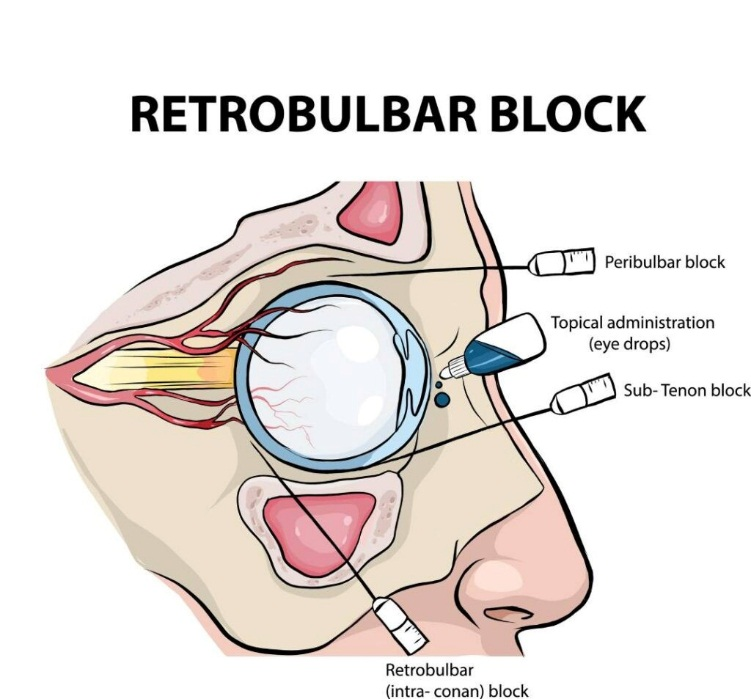 RETROBULBAR BLOCK
Peribulbar block
Topical administration
(eye drops)
Sub- Tenon block
Retrobulbar
(intra- conan) block